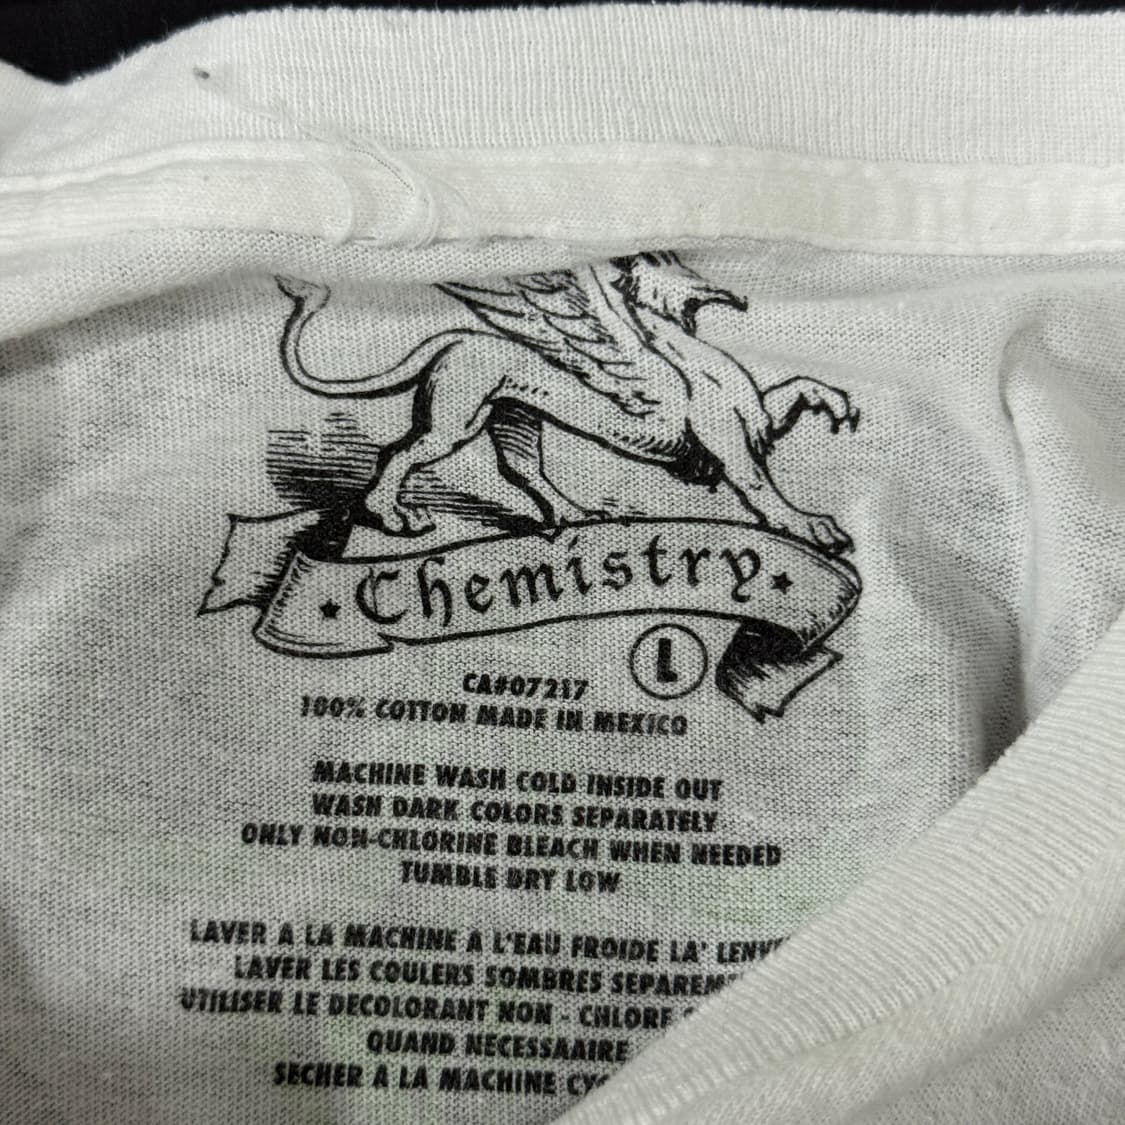 Chemistry
L
CA#07217
100% COTTON MADE IN MEXICO
MACHINE WASH COLD INSIDE OUT
WASH DARK COLORS SEPARATELY
ONLY NON-CHLORINE BLEACH WHEN NEEDED
TUMBLE DRY LOW
LAVER A LA MACHINE A L'EAU FROIDE LA'
LAVER LES COULERS SOMBRES
UTILISER LE DECOLORANT NON - CHLORE
QUAND NECESSAAIRE
SECHER A LA MACHINE